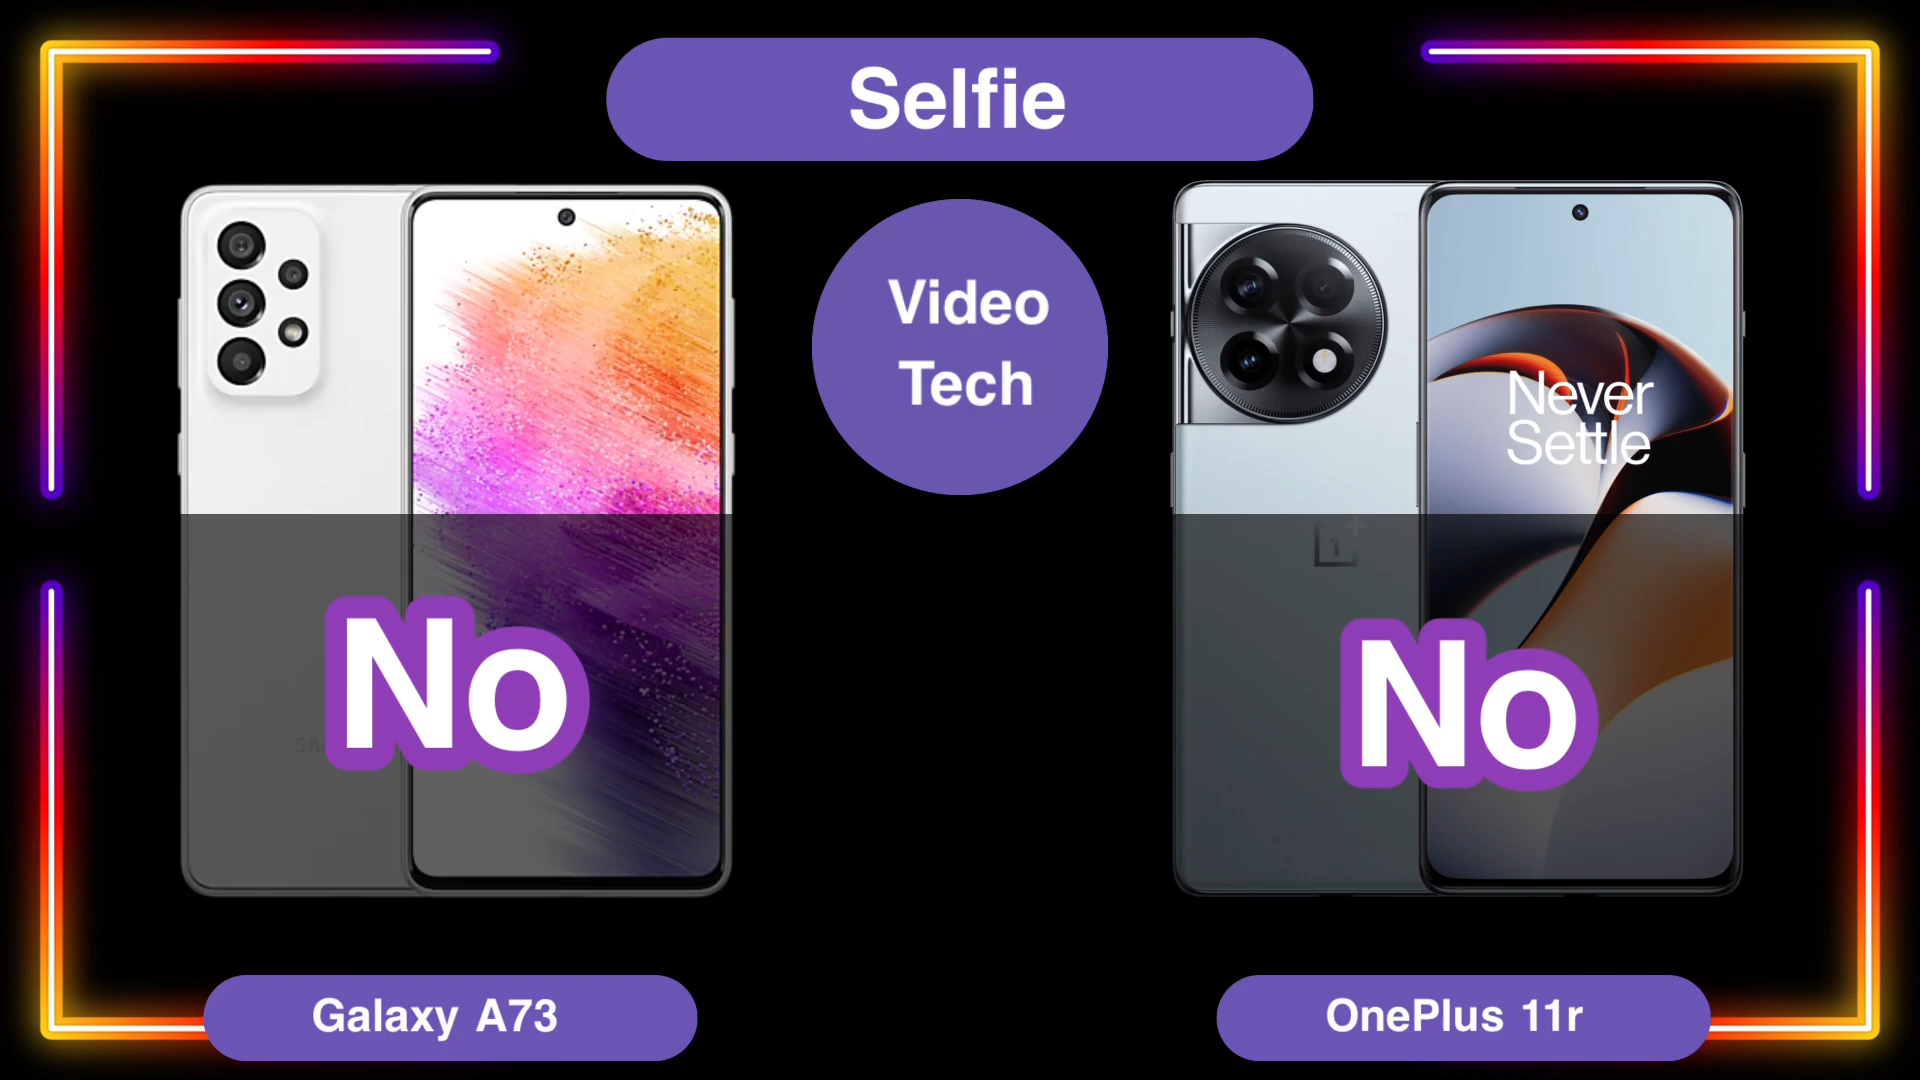 Selfie
Video
Tech
Never
Settle
No
No
Galaxy A73
OnePlus 11r